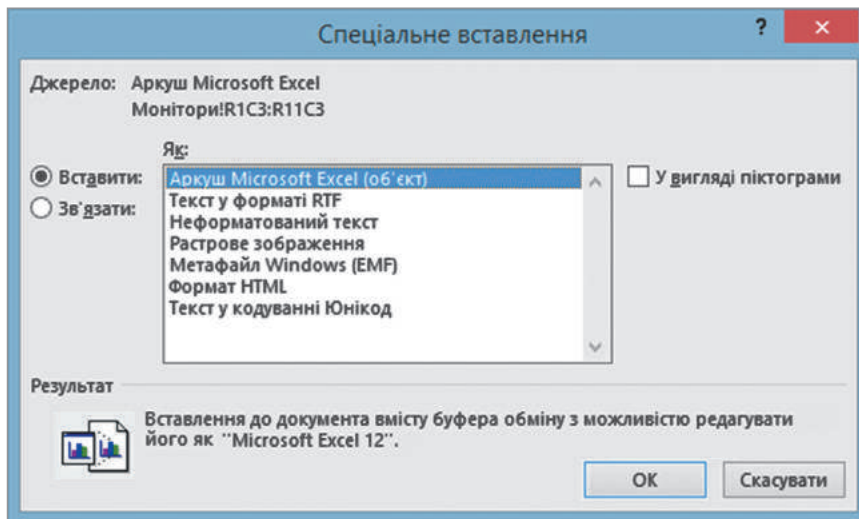 Спеціальне вставлення
?
Джерело: Аркуш Microsoft Excel
Монітори!R1C3:R11C3
Як:
Вставити:
Зв'язати:
Аркуш Microsoft Excel (об'єкт)
Текст у форматі RTF
Неформатований текст
Растрове зображення
Метафайл Windows (EMF)
Формат HTML
Текст у кодуванні Юнікод
У вигляді піктограми
Результат
Вставлення до документа вмісту буфера обміну з можливістю редагувати
його як "Microsoft Excel 12".
ОК
Скасувати